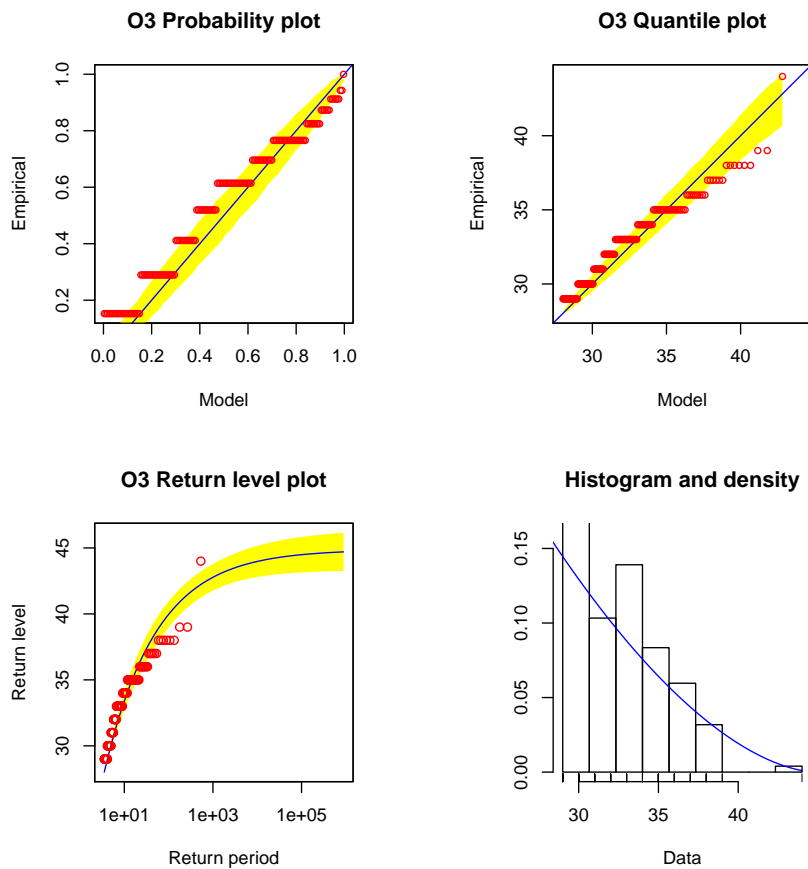 O3 Probability plot
Empirical
0.2 0.4 0.6 0.8 1.0
0.0 0.2 0.4 0.6 0.8 1.0
Model
O3 Quantile plot
Empirical
30 35 40
30 35 40
Model
O3 Return level plot
Return level
30 35 40 45
1e+01 1e+03 1e+05
Return period
Histogram and density
0.00 0.05 0.10 0.15
30 35 40
Data